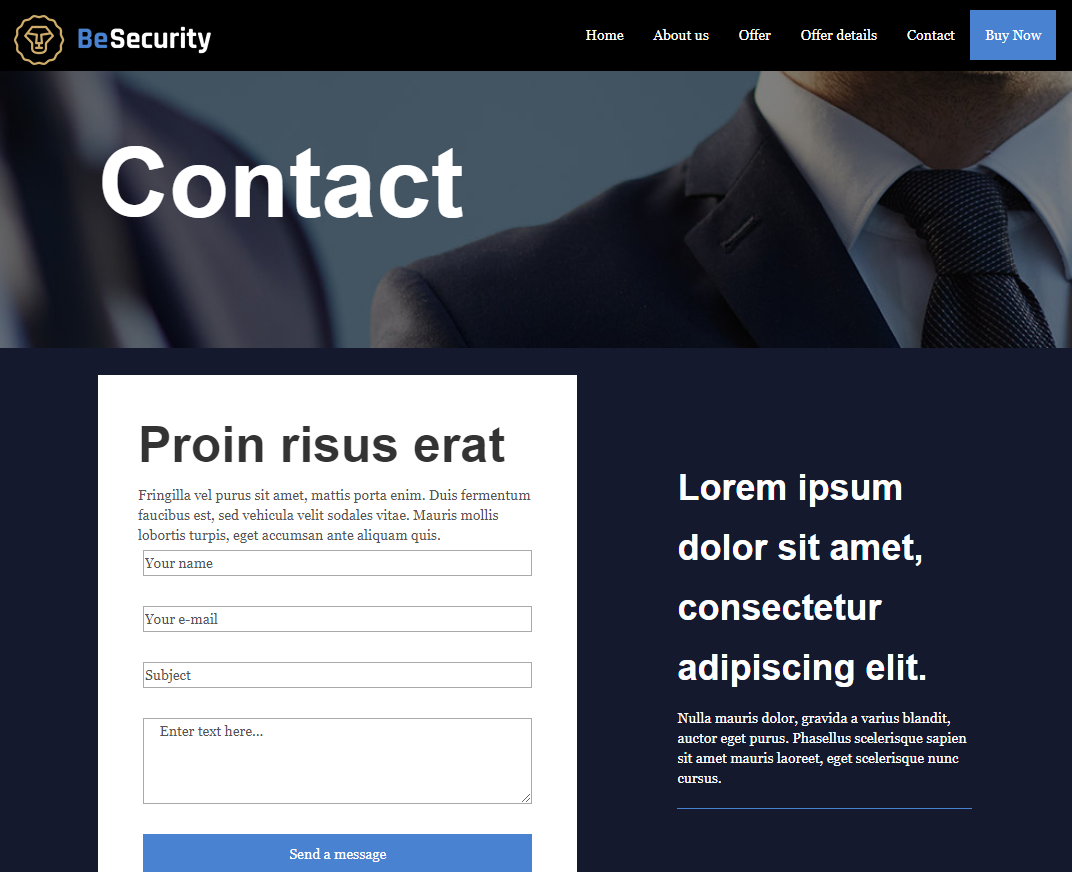 BeSecurity
Home About us Offer Offer details Contact Buy Now
Contact
Proin risus erat
Fringilla vel purus sit amet, mattis porta enim. Duis fermentum
faucibus est, sed vehicula velit sodales vitae. Mauris mollis
lobortis turpis, eget accumsan ante aliquam quis.
Your name
Your e-mail
Subject
Enter text here...
Send a message
Lorem ipsum
dolor sit amet,
consectetur
adipiscing elit.
Nulla mauris dolor, gravida a varius blandit,
auctor eget purus. Phasellus scelerisque sapien
sit amet mauris laoreet, eget scelerisque nunc
cursus.